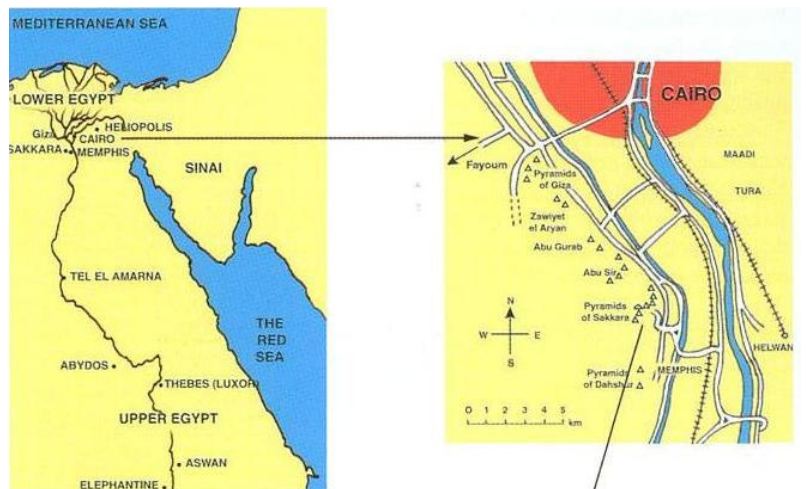 MEDITERRANEAN SEA
LOWER EGYPT
Giza
HELIOPOLIS
CAIRO
SAKKARA
MEMPHIS
SINAI
TEL EL AMARNA
THE
RED
SEA
ABYDOS
THEBES (LUXOR)
UPPER EGYPT
ASWAN
ELEPHANTINE
CAIRO
MAADI
Fayoum
Pyramids
of Giza
TURA
Zawiyet
el Aryan
Abu Gurab
Abu Sir
N
W
E
S
Pyramids
of Sakkara
HELWAN
MEMPHIS
Pyramids
of Dahshur
0 1 2 3 4 5
km